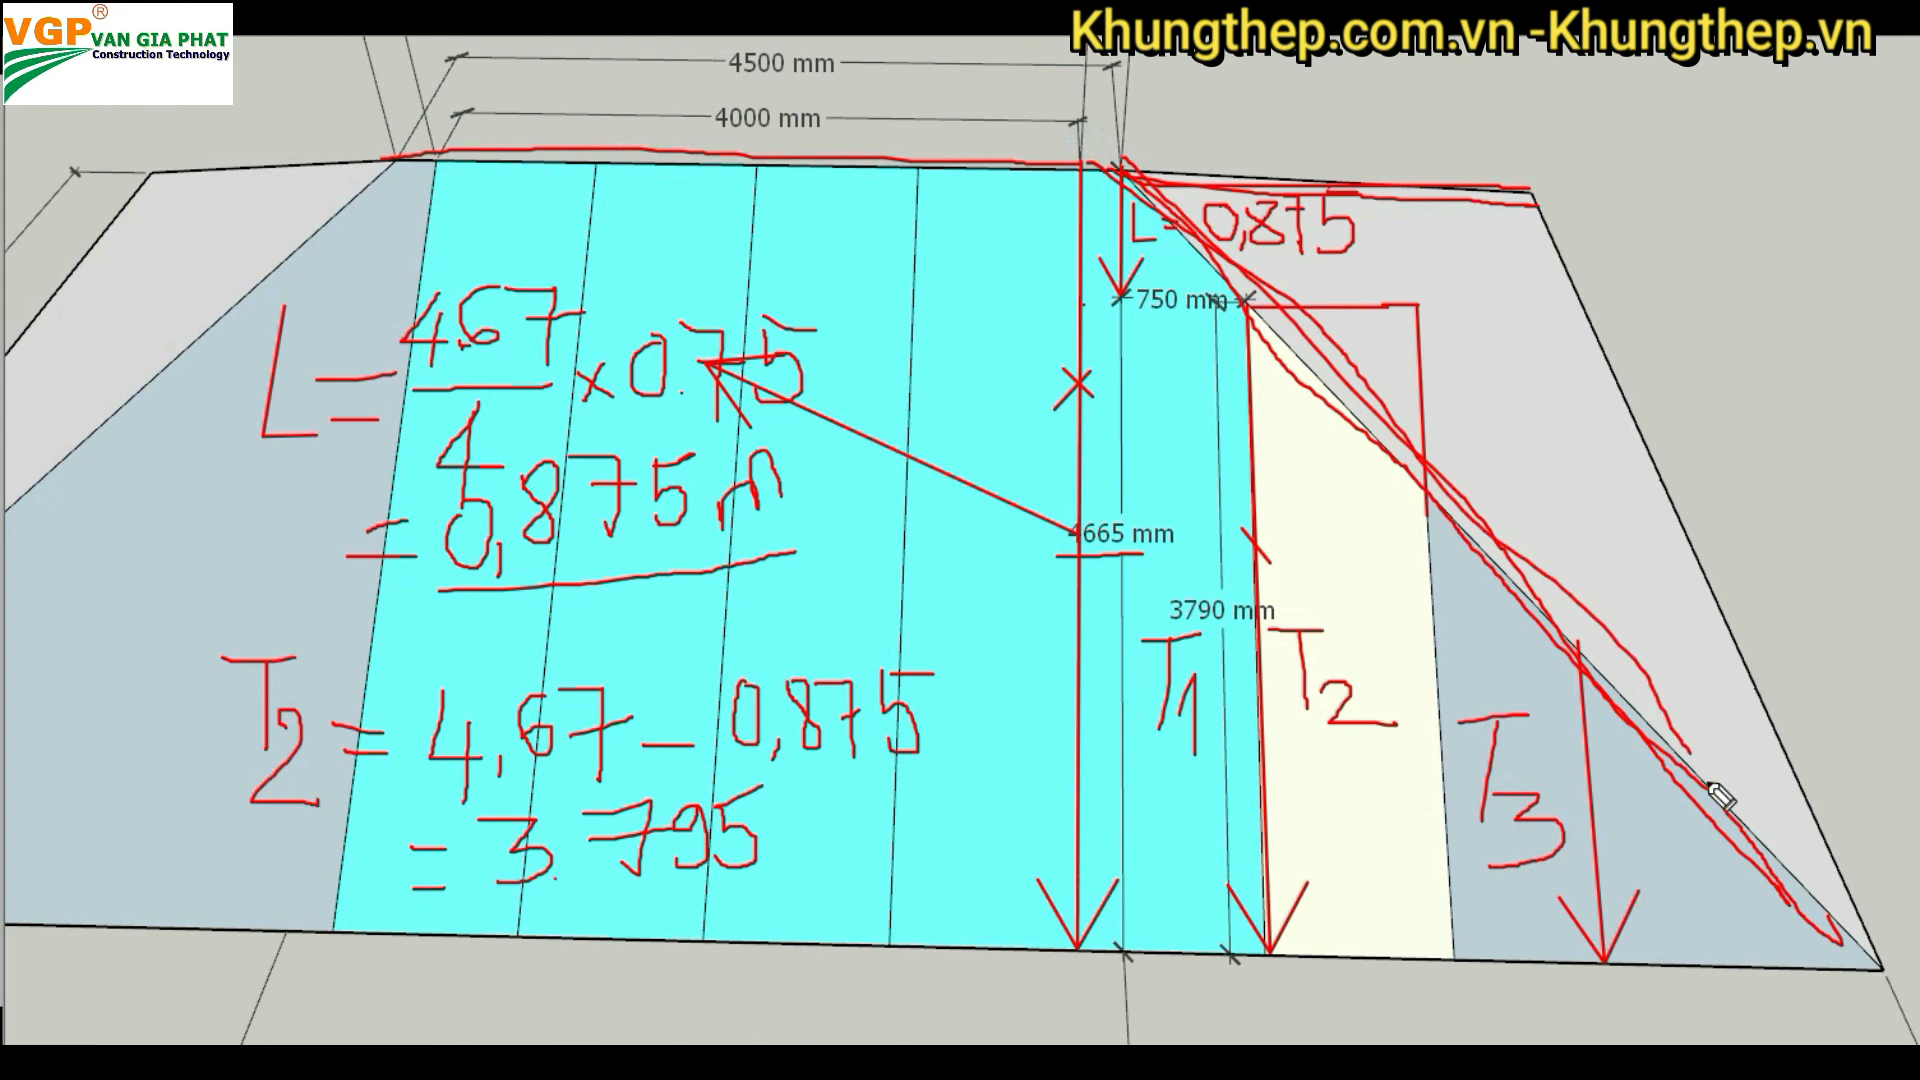 VGP®
VAN GIA PHAT
Construction Technology
Khungthep.com.vn -Khungthep.vn
4500 mm
4000 mm
L= 0,875
750 mm
L = 4.67 / 4 x 0.75
= 0,875 m
4665 mm
3790 mm
T1
T2
T3
T2 = 4,67 - 0,875
= 3.795